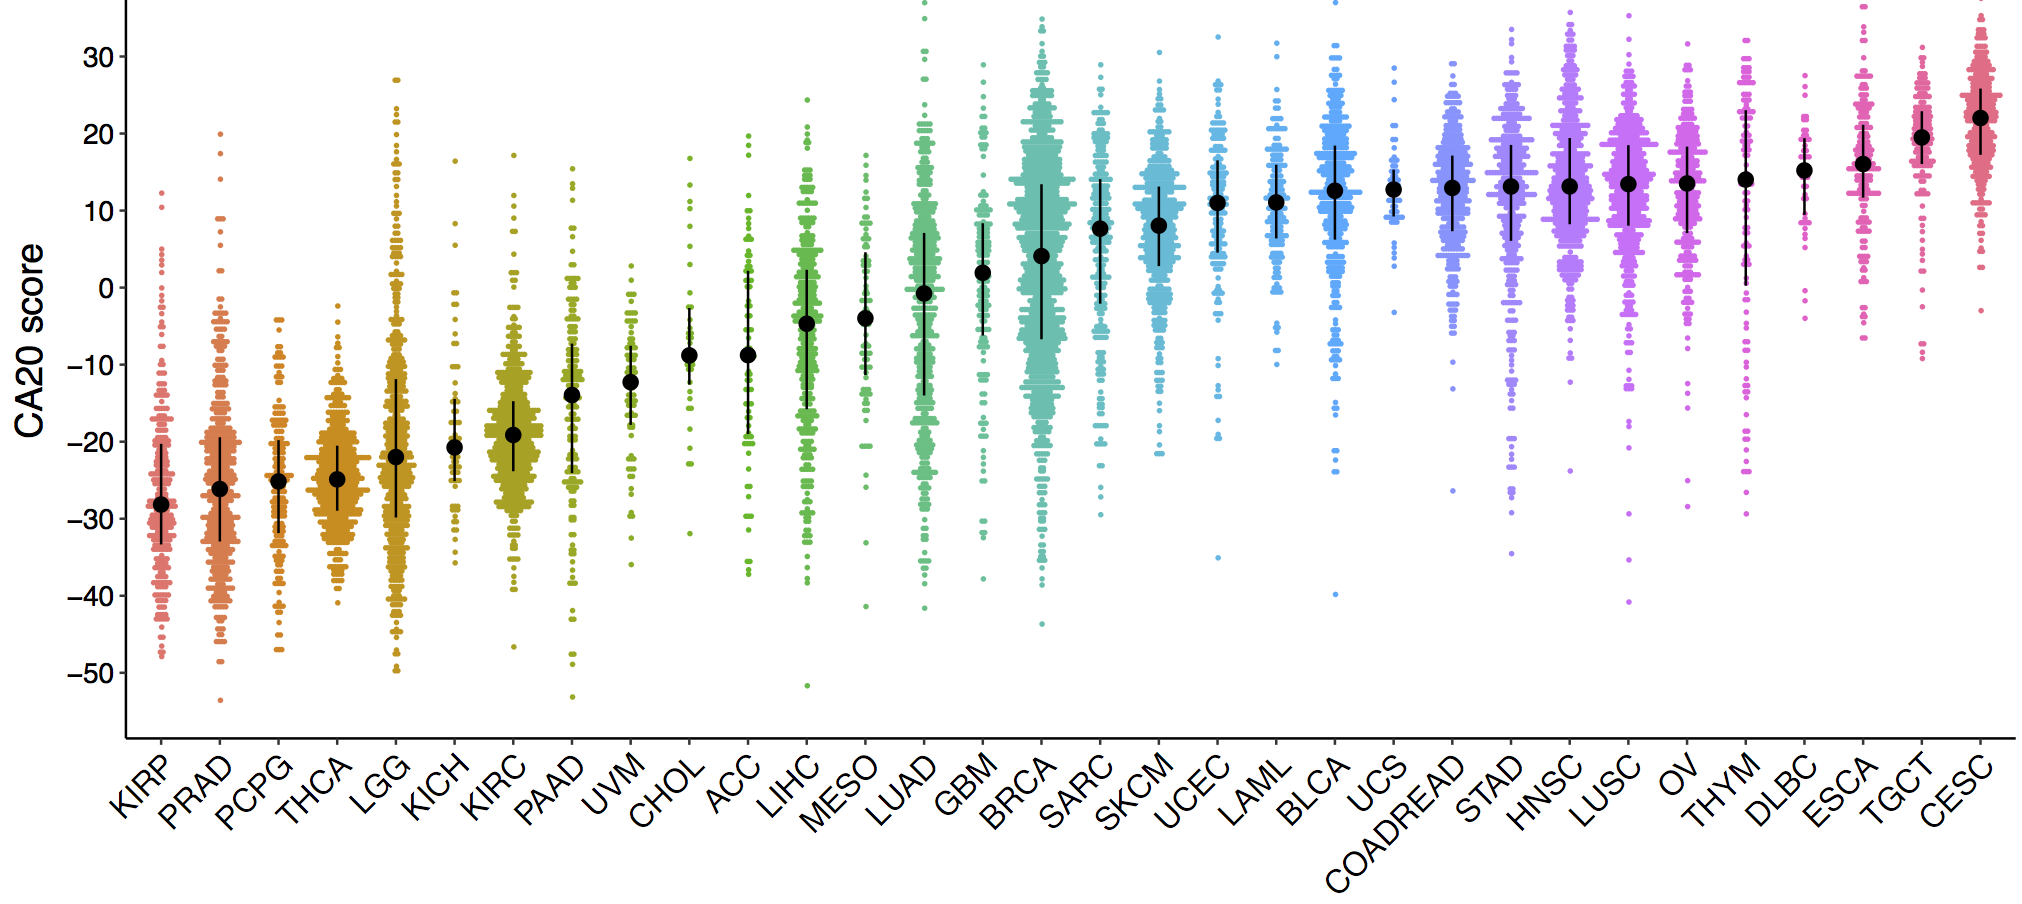 CA20 score
30
20
10
0
−10
−20
−30
−40
−50
KIRP
PRAD
PCPG
THCA
LGG
KICH
KIRC
PAAD
UVM
CHOL
ACC
LIHC
MESO
LUAD
GBM
BRCA
SARC
SKCM
UCEC
LAML
BLCA
UCS
COADREAD
STAD
HNSC
LUSC
OV
THYM
DLBC
ESCA
TGCT
CESC